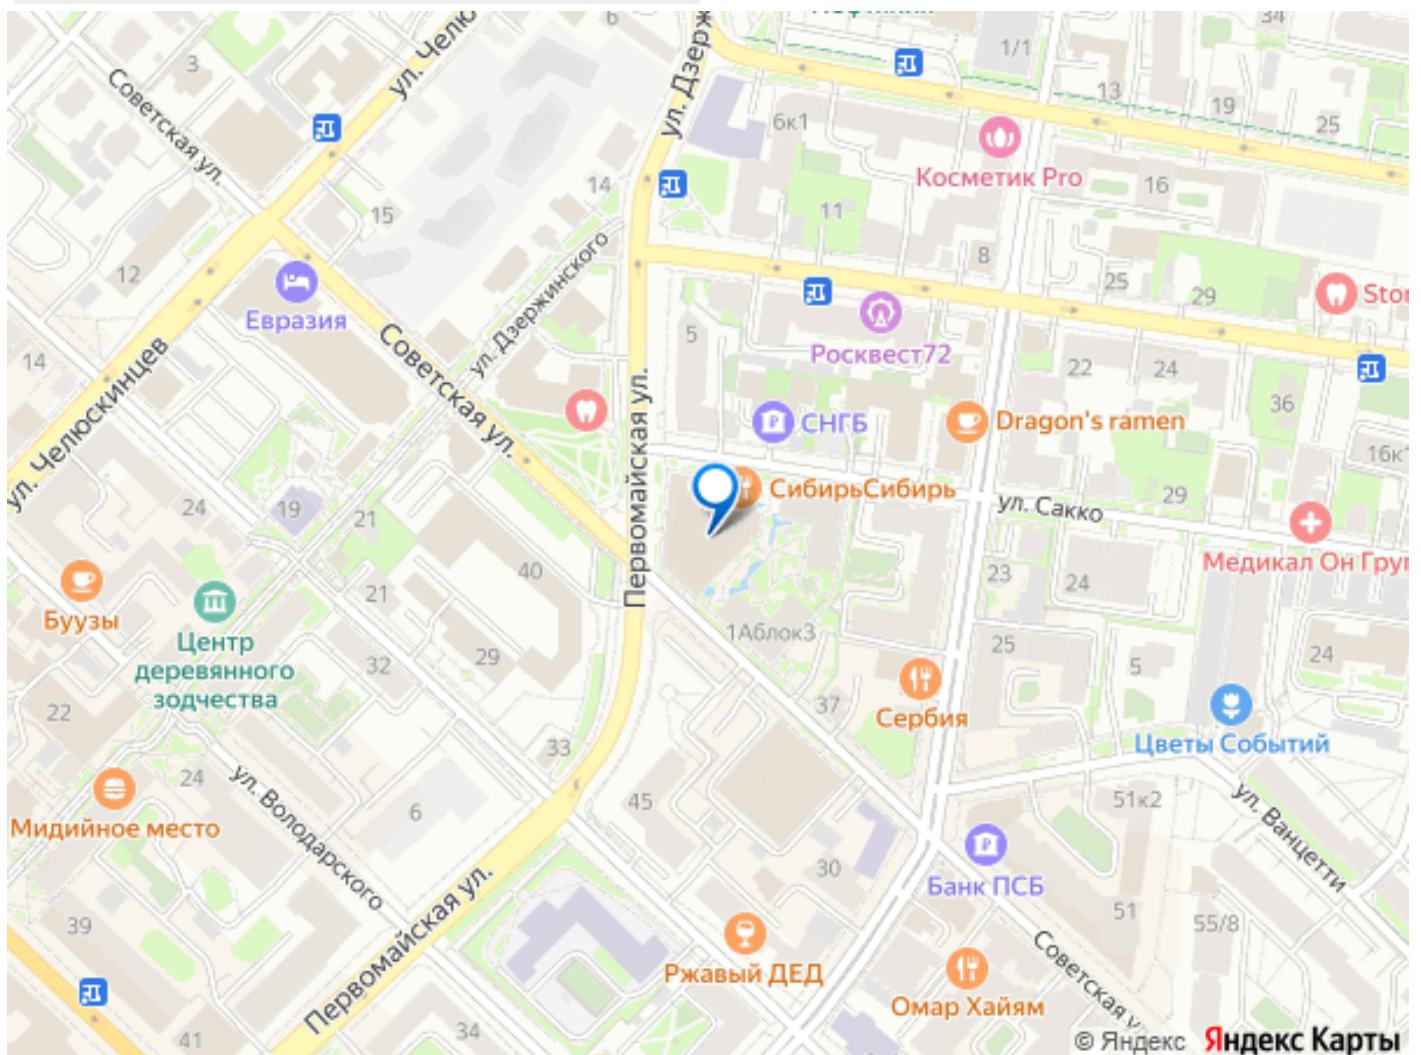 6
34
3
ул. Дзерж
1/1
Советская ул.
13
19
25
6к1
Косметик Pro
14
16
15
11
12
8
25
29
Евразия
ул. Дзержинского
Stor
Росквест72
5
14
22
24
Советская ул.
Первомайская ул.
36
ул. Челюскинцев
СНГБ
Dragon's ramen
16к1
СибирьСибирь
24
19
21
29
ул. Сакко
Медикал Он Груп
40
23
24
Буузы
21
Центр
деревянного
зодчества
1Аблок3
25
29
32
5
24
22
37
Сербия
33
Цветы Событий
24
45
51к2
ул. Ванцетти
Мидийное место
6
ул. Володарского
30
Банк ПСБ
51
55/8
39
Ржавый ДЕД
Советская у
Первомайская ул.
Омар Хайям
41
34
© Яндекс Яндекс Карты